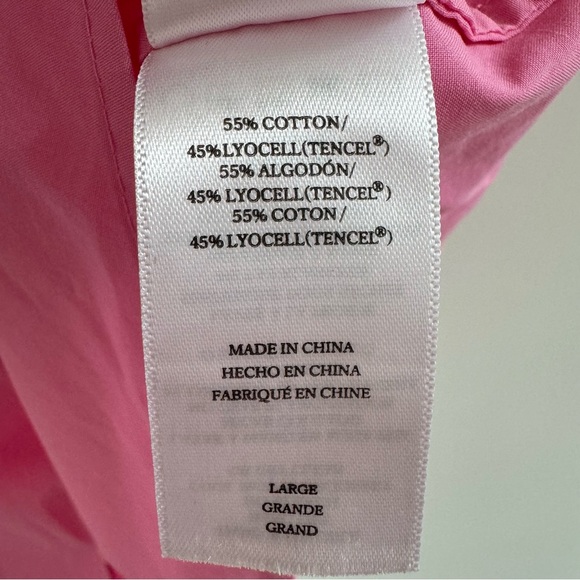 55% COTTON/
45% LYOCELL(TENCEL®)
55% ALGODÓN/
45% LYOCELL(TENCEL®)
55% COTON/
45% LYOCELL(TENCEL®)
MADE IN CHINA
HECHO EN CHINA
FABRIQUÉ EN CHINE
LARGE
GRANDE
GRAND